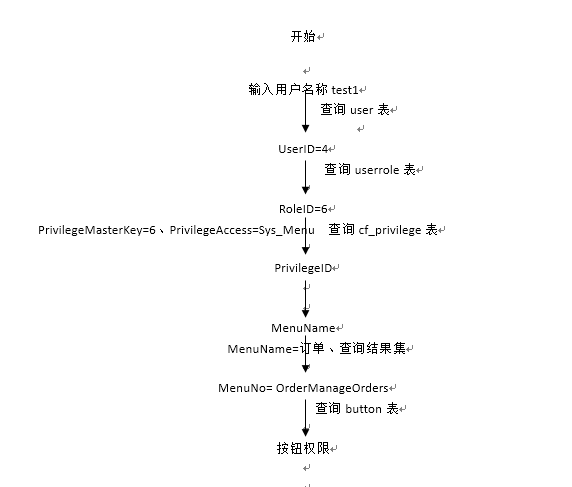 开始
输入用户名称 test1
查询 user 表
UserID=4
查询 userrole 表
RoleID=6
PrivilegeMasterKey=6、PrivilegeAccess=Sys_Menu 查询 cf_privilege 表
PrivilegeID
MenuName
MenuName=订单、查询结果集
MenuNo= OrderManageOrders
查询 button 表
按钮权限